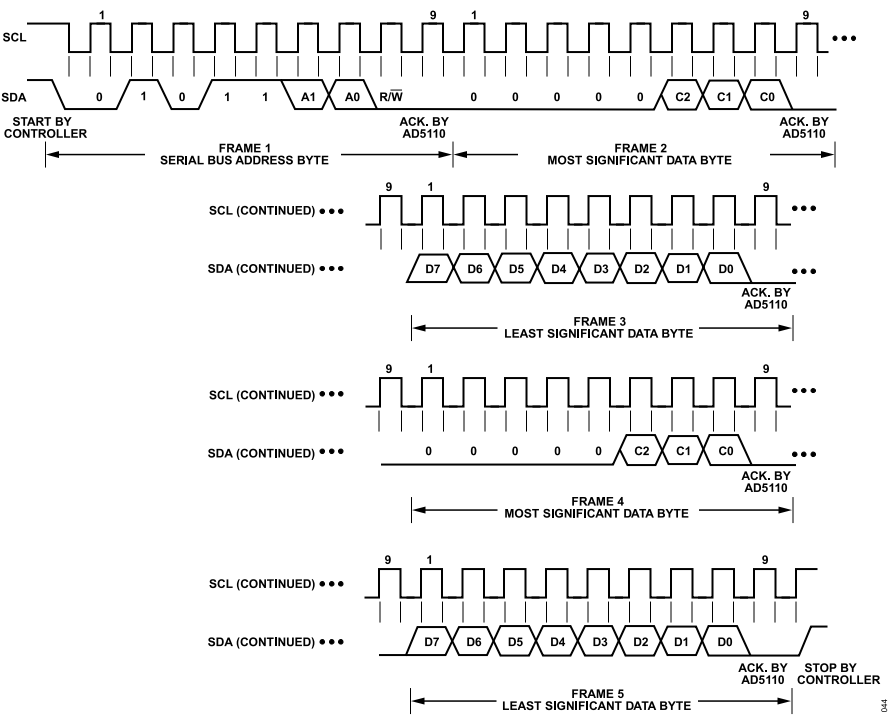 1 9 1 9
SCL
SDA 0 1 0 1 1 A1 A0 R/W̅ 0 0 0 0 0 C2 C1 C0
START BY CONTROLLER
ACK. BY AD5110
ACK. BY AD5110
FRAME 1
SERIAL BUS ADDRESS BYTE
FRAME 2
MOST SIGNIFICANT DATA BYTE
9 1 9
SCL (CONTINUED)
SDA (CONTINUED) D7 D6 D5 D4 D3 D2 D1 D0
ACK. BY
AD5110
FRAME 3
LEAST SIGNIFICANT DATA BYTE
9 1 9
SCL (CONTINUED)
SDA (CONTINUED) 0 0 0 0 0 C2 C1 C0
ACK. BY
AD5110
FRAME 4
MOST SIGNIFICANT DATA BYTE
9 1 9
SCL (CONTINUED)
SDA (CONTINUED) D7 D6 D5 D4 D3 D2 D1 D0
ACK. BY
AD5110
STOP BY
CONTROLLER
FRAME 5
LEAST SIGNIFICANT DATA BYTE
044